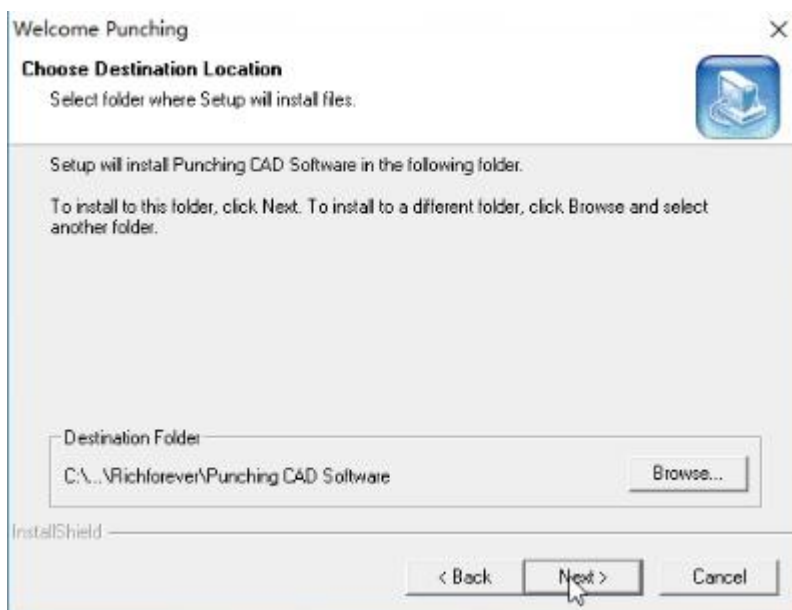 Welcome Punching
Choose Destination Location
Select folder where Setup will install files.
Setup will install Punching CAD Software in the following folder.
To install to this folder, click Next. To install to a different folder, click Browse and select
another folder.
Destination Folder
C:\...\Richforever\Punching CAD Software
Browse...
InstallShield
< Back
Next >
Cancel